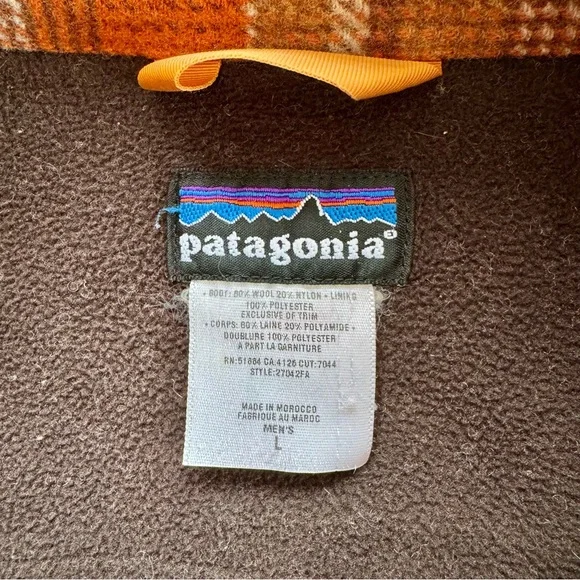 patagonia®
• BODY: 80% WOOL 20% NYLON • LINING
100% POLYESTER
EXCLUSIVE OF TRIM
• CORPS: 80% LAINE 20% POLYAMIDE •
DOUBLURE 100% POLYESTER
A PART LA GARNITURE
RN:51884 CA:4126 CUT:7044
STYLE:27042FA
MADE IN MOROCCO
FABRIQUE AU MAROC
MEN'S
L